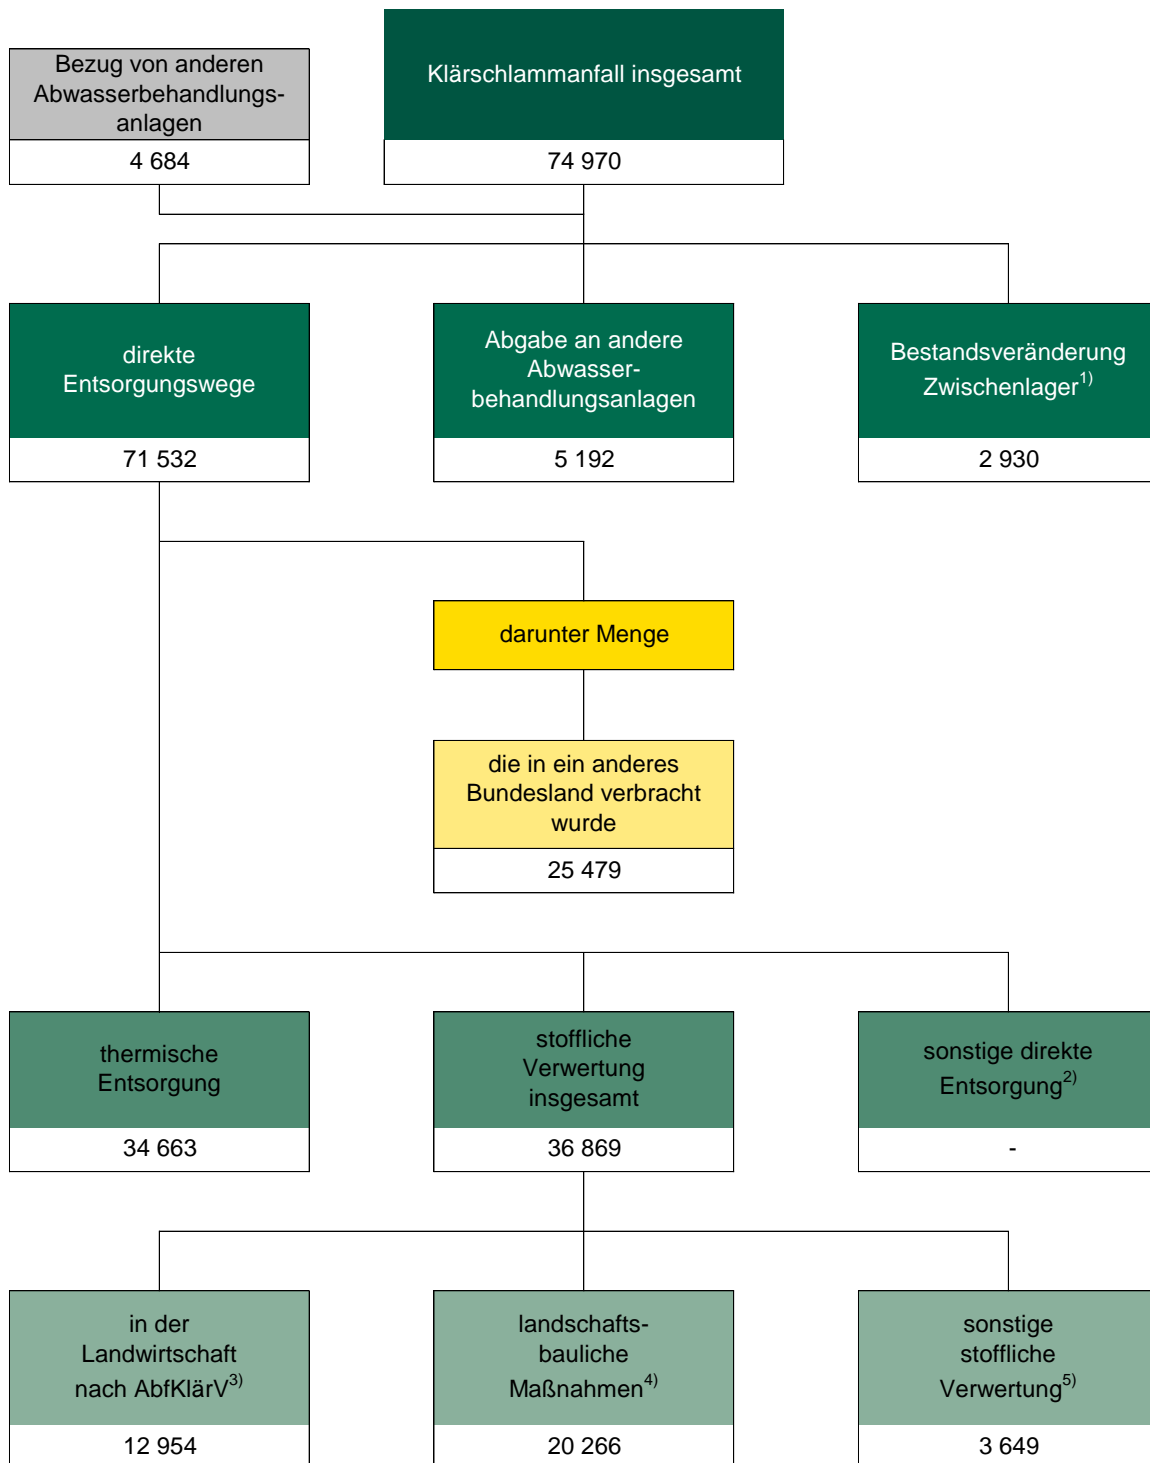 Bezug von anderen
Abwasserbehandlungs-
anlagen
4 684
Klärschlammanfall insgesamt
74 970
direkte
Entsorgungswege
71 532
Abgabe an andere
Abwasser-
behandlungsanlagen
5 192
Bestandsveränderung
Zwischenlager1)
2 930
darunter Menge
die in ein anderes
Bundesland verbracht
wurde
25 479
thermische
Entsorgung
34 663
stoffliche
Verwertung
insgesamt
36 869
sonstige direkte
Entsorgung2)
-
in der
Landwirtschaft
nach AbfKlärV3)
12 954
landschafts-
bauliche
Maßnahmen4)
20 266
sonstige
stoffliche
Verwertung5)
3 649